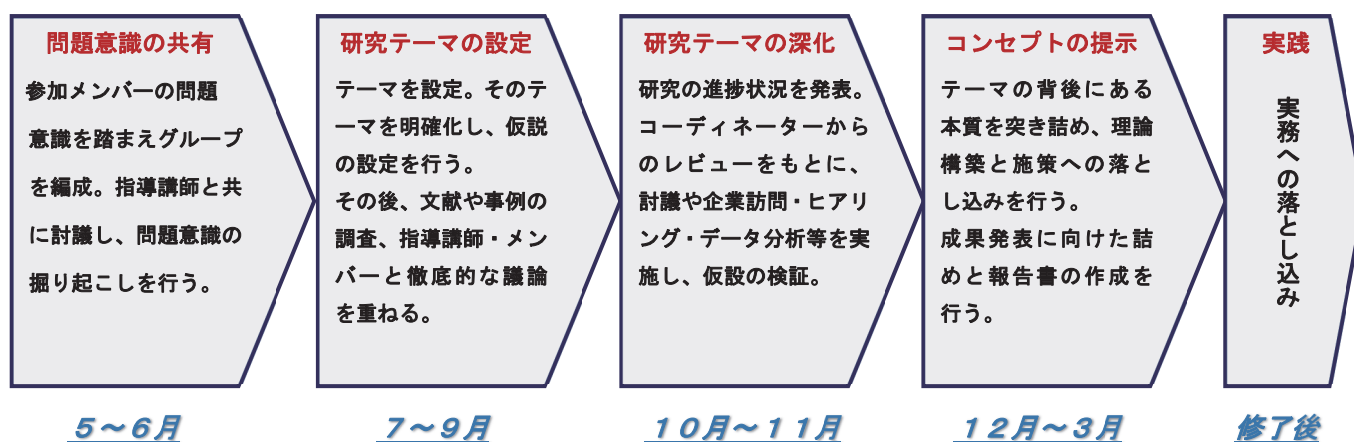 問題意識の共有
参加メンバーの問題
意識を踏まえグループ
を編成。指導講師と共
に討議し、問題意識の
掘り起こしを行う。
5～6月
研究テーマの設定
テーマを設定。そのテ
ーマを明確化し、仮説
の設定を行う。
その後、文献や事例の
調査、指導講師・メン
バーと徹底的な議論
を重ねる。
7～9月
研究テーマの深化
研究の進捗状況を発表。
コーディネーターから
のレビューをもとに、
討議や企業訪問・ヒアリ
ング・データ分析等を実
施し、仮設の検証。
10月～11月
コンセプトの提示
テーマの背後にある
本質を突き詰め、理論
構築と施策への落と
し込みを行う。
成果発表に向けた詰
めと報告書の作成を
行う。
12月～3月
実践
実務への落とし込み
修了後